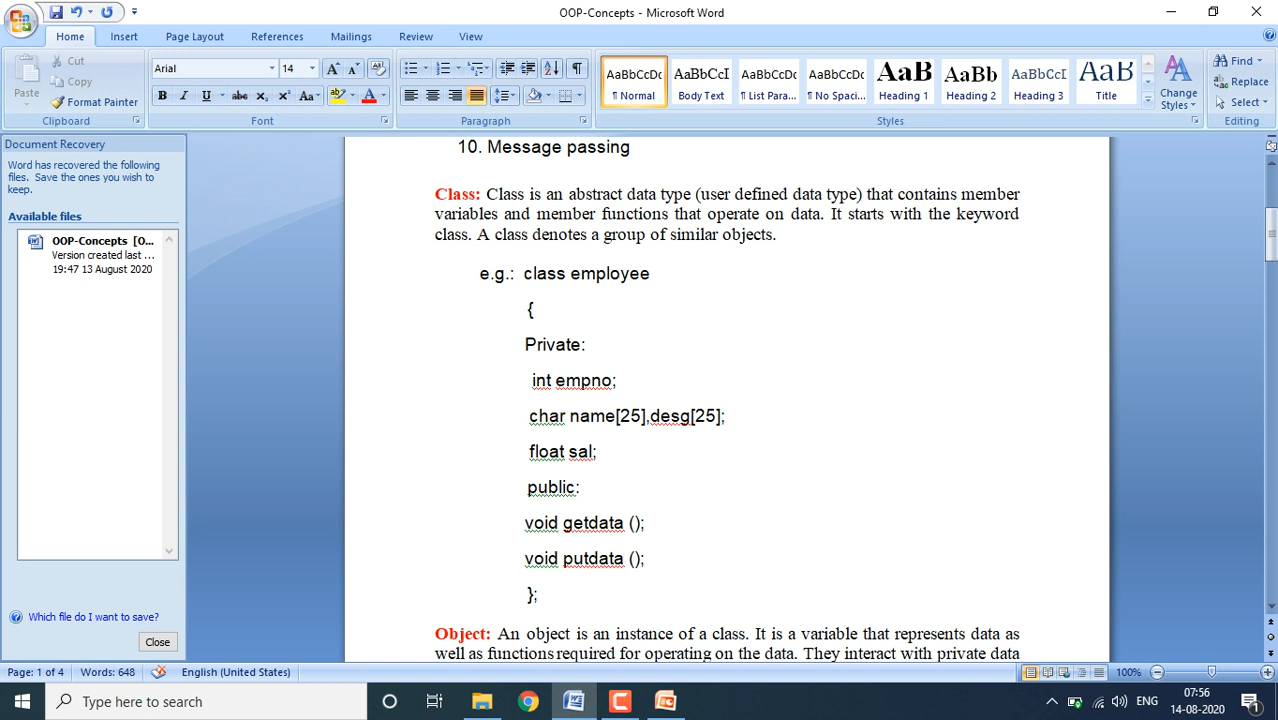 OOP-Concepts - Microsoft Word
Home Insert Page Layout References Mailings Review View
Paste
Cut
Copy
Format Painter
Clipboard
Arial 14
B I U abc x₂ x² Aa
Font
Paragraph
AaBbCcDc AaBbCcI AaBbCcDc AaBbCcDc AaB AaBb AaBbCcI AaB
¶ Normal Body Text ¶ List Para... ¶ No Spaci... Heading 1 Heading 2 Heading 3 Title
Change Styles
Styles
Find
Replace
Select
Editing
Document Recovery
Word has recovered the following
files. Save the ones you wish to
keep.
Available files
OOP-Concepts [O...
Version created last ...
19:47 13 August 2020
Which file do I want to save?
Close
10. Message passing
Class: Class is an abstract data type (user defined data type) that contains member
variables and member functions that operate on data. It starts with the keyword
class. A class denotes a group of similar objects.
e.g.: class employee
{
Private:
int empno;
char name[25],desg[25];
float sal;
public:
void getdata ();
void putdata ();
};
Object: An object is an instance of a class. It is a variable that represents data as
well as functions required for operating on the data. They interact with private data
Page: 1 of 4 Words: 648 English (United States) 100%
Type here to search
ENG
07:56
14-08-2020
1